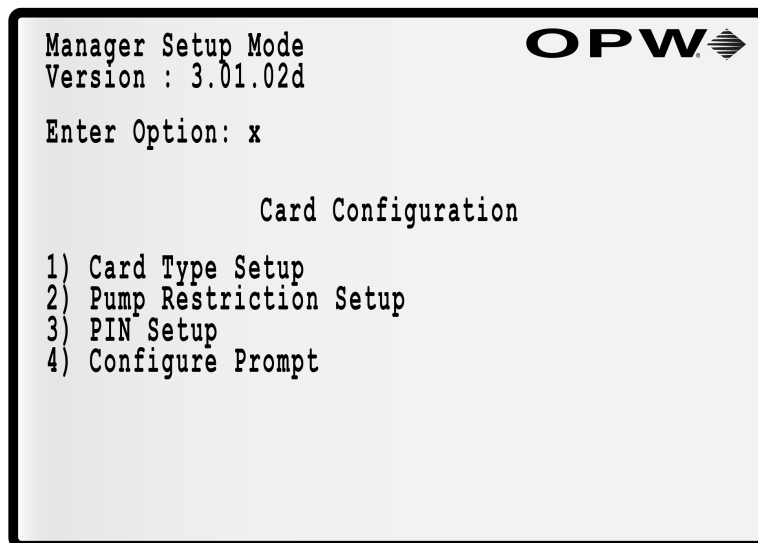 Manager Setup Mode
OPW
Version : 3.01.02d
Enter Option: x
Card Configuration
1) Card Type Setup
2) Pump Restriction Setup
3) PIN Setup
4) Configure Prompt